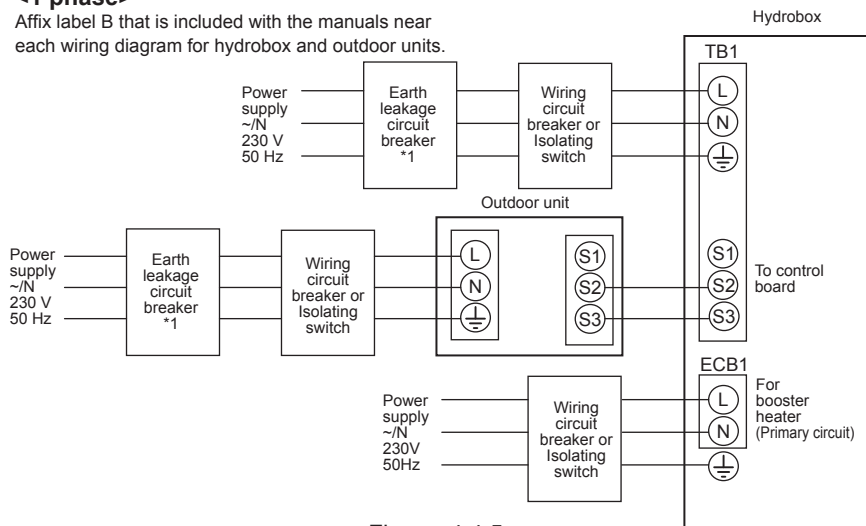 Affix label B that is included with the manuals near
each wiring diagram for hydrobox and outdoor units.
Hydrobox
TB1
Power
supply
~/N
230 V
50 Hz
Earth
leakage
circuit
breaker
*1
Wiring
circuit
breaker or
Isolating
switch
L
N
Outdoor unit
Power
supply
~/N
230 V
50 Hz
Earth
leakage
circuit
breaker
*1
Wiring
circuit
breaker or
Isolating
switch
L
N
S1
S2
S3
S1
S2
S3
To control
board
ECB1
Power
supply
~/N
230V
50Hz
Wiring
circuit
breaker or
Isolating
switch
L
N
For
booster
heater
(Primary circuit)